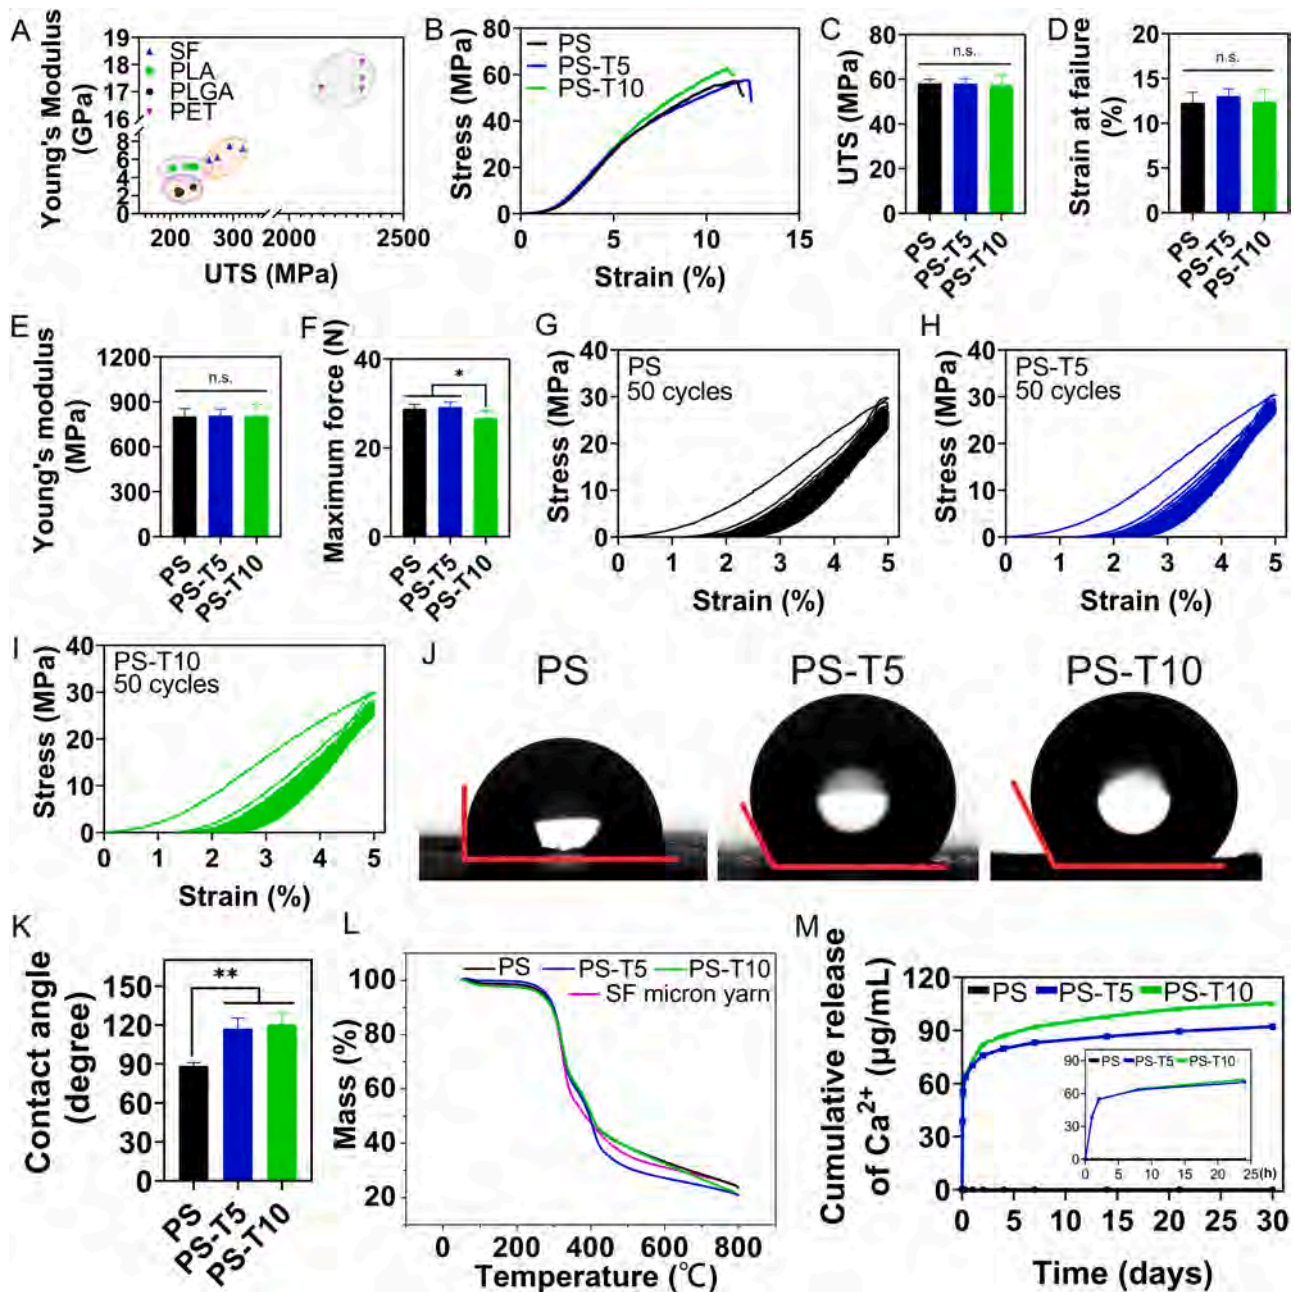 A
Young's Modulus
(GPa)
19
18
17
16
8
6
4
2
0
SF
PLA
PLGA
PET
200
300
2000
2500
UTS (MPa)
B
Stress (MPa)
80
60
40
20
0
PS
PS-T5
PS-T10
0
5
10
15
Strain (%)
C
UTS (MPa)
80
60
40
20
0
n.s.
PS
PS-T5
PS-T10
D
Strain at failure
(%)
20
15
10
5
0
n.s.
PS
PS-T5
PS-T10
E
Young's modulus
(MPa)
1200
900
600
300
0
n.s.
PS
PS-T5
PS-T10
F
Maximum force (N)
40
20
0
*
PS
PS-T5
PS-T10
G
Stress (MPa)
40
30
20
10
0
PS
50 cycles
0 1 2 3 4 5
Strain (%)
H
Stress (MPa)
40
30
20
10
0
PS-T5
50 cycles
0 1 2 3 4 5
Strain (%)
I
Stress (MPa)
40
30
20
10
0
PS-T10
50 cycles
0 1 2 3 4 5
Strain (%)
J
PS
PS-T5
PS-T10
K
Contact angle
(degree)
150
120
90
60
30
0
**
PS
PS-T5
PS-T10
L
Mass (%)
100
80
60
40
20
PS PS-T5 PS-T10
SF micron yarn
0 200 400 600 800
Temperature (℃)
M
Cumulative release
of Ca²⁺ (μg/mL)
120
90
60
30
0
PS PS-T5 PS-T10
90
60
30
0
PS PS-T5 PS-T10
0 5 10 15 20 25(h)
0 5 10 15 20 25 30
Time (days)